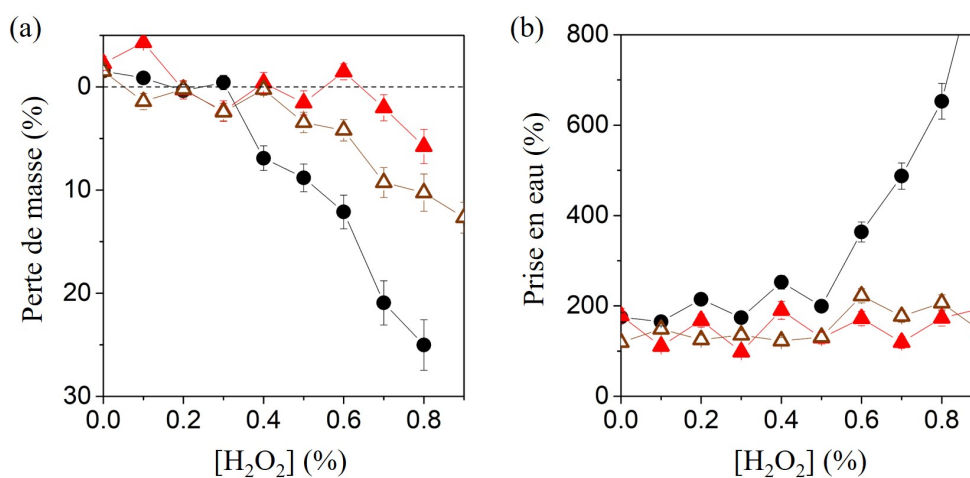 (a)
Perte de masse (%)
0
10
20
30
0.0 0.2 0.4 0.6 0.8
[H₂O₂] (%)
(b)
Prise en eau (%)
800
600
400
200
0
0.0 0.2 0.4 0.6 0.8
[H₂O₂] (%)